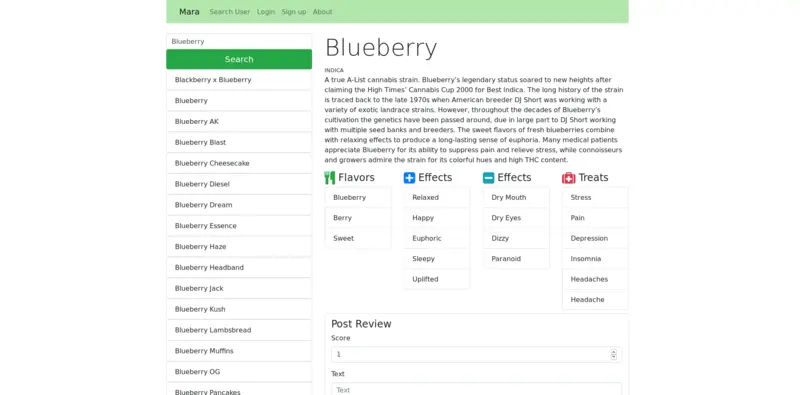 Mara Search User Login Sign up About
Blueberry
Search
Blackberry x Blueberry
Blueberry
Blueberry AK
Blueberry Blast
Blueberry Cheesecake
Blueberry Diesel
Blueberry Dream
Blueberry Essence
Blueberry Haze
Blueberry Headband
Blueberry Jack
Blueberry Kush
Blueberry Lambsbread
Blueberry Muffins
Blueberry OG
Blueberry Pancakes
Blueberry
INDICA
A true A-List cannabis strain. Blueberry's legendary status soared to new heights after
claiming the High Times' Cannabis Cup 2000 for Best Indica. The long history of the strain
is traced back to the late 1970s when American breeder DJ Short was working with a
variety of exotic landrace strains. However, throughout the decades of Blueberry's
cultivation the genetics have been passed around, due in large part to DJ Short working
with multiple seed banks and breeders. The sweet flavors of fresh blueberries combine
with relaxing effects to produce a long-lasting sense of euphoria. Many medical patients
appreciate Blueberry for its ability to suppress pain and relieve stress, while connoisseurs
and growers admire the strain for its colorful hues and high THC content.
Flavors
Blueberry
Berry
Sweet
Effects
Relaxed
Happy
Euphoric
Sleepy
Uplifted
Effects
Dry Mouth
Dry Eyes
Dizzy
Paranoid
Treats
Stress
Pain
Depression
Insomnia
Headaches
Headache
Post Review
Score
1
Text
Text